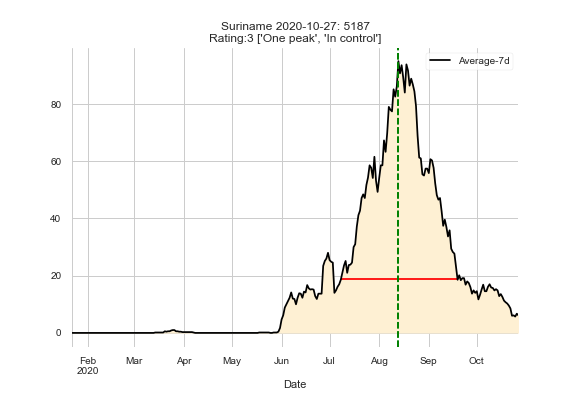 Suriname 2020-10-27: 5187
Rating:3 ['One peak', 'In control']
Average-7d
80
60
40
20
0
Feb Mar Apr May Jun Jul Aug Sep Oct
2020
Date